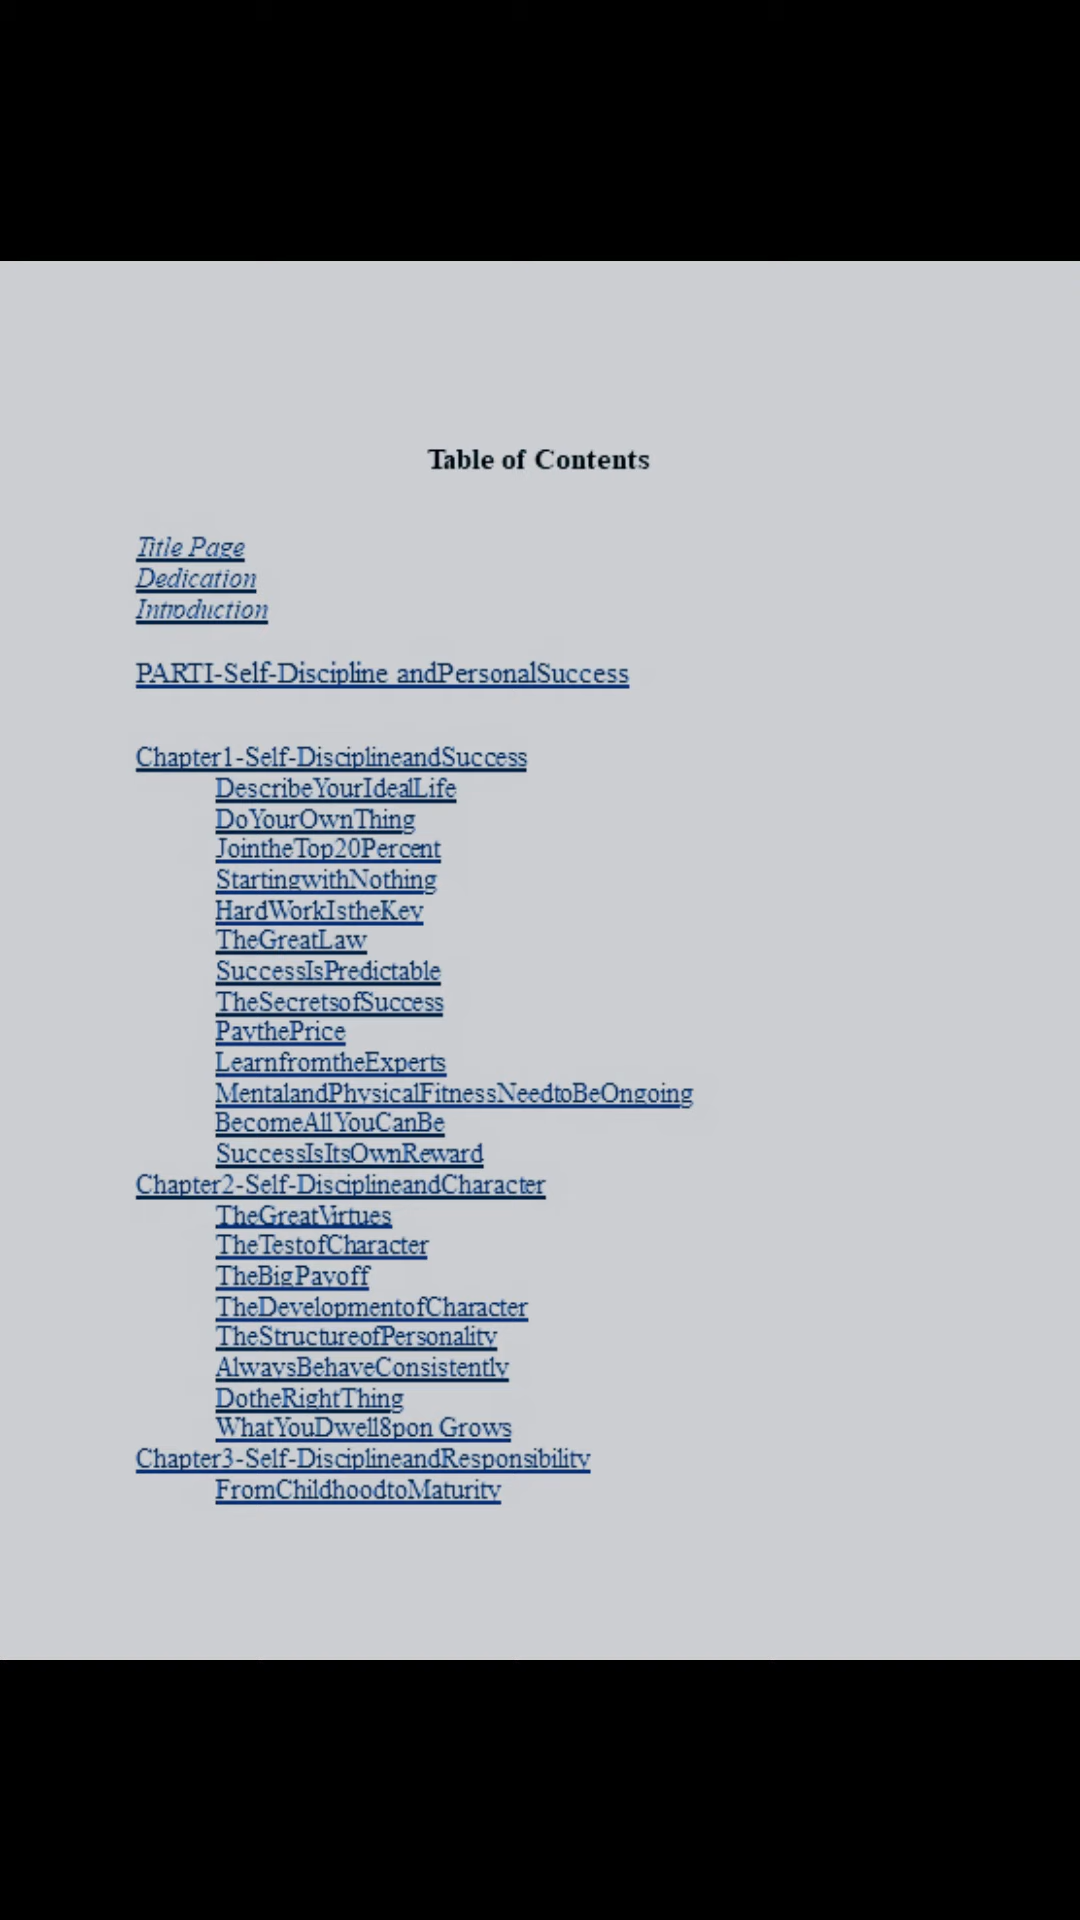 Table of Contents
Title Page
Dedication
Introduction
PARTI-Self-Discipline andPersonalSuccess
Chapter1-Self-DisciplineandSuccess
DescribeYourIdealLife
DoYourOwnThing
JointheTop20Percent
StartingwithNothing
HardWorkIstheKey
TheGreatLaw
SuccessIsPredictable
TheSecretsofSuccess
PaythePrice
LearnfromtheExperts
MentalandPhysicalFitnessNeedtoBeOngoing
BecomeAllYouCanBe
SuccessIsItsOwnReward
Chapter2-Self-DisciplineandCharacter
TheGreatVirtues
TheTestofCharacter
TheBigPayoff
TheDevelopmentofCharacter
TheStructureofPersonality
AlwaysBehaveConsistently
DotheRightThing
WhatYouDwell8pon Grows
Chapter3-Self-DisciplineandResponsibility
FromChildhoodtoMaturity